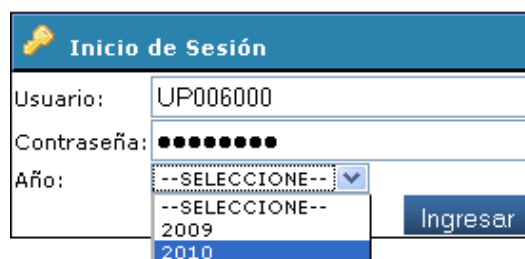 Inicio de Sesión
Usuario: UP006000
Contraseña: ●●●●●●●●
Año: --SELECCIONE--
--SELECCIONE--
2009
Ingresar
2010